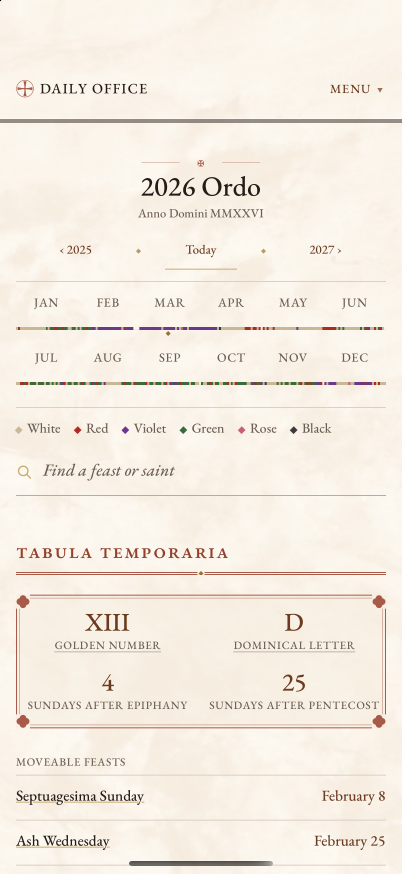 DAILY OFFICE
MENU ▼
2026 Ordo
Anno Domini MMXXVI
‹ 2025
Today
2027 ›
JAN FEB MAR APR MAY JUN
JUL AUG SEP OCT NOV DEC
White Red Violet Green Rose Black
Find a feast or saint
TABULA TEMPORARIA
XIII D
GOLDEN NUMBER DOMINICAL LETTER
4 25
SUNDAYS AFTER EPIPHANY SUNDAYS AFTER PENTECOST
MOVEABLE FEASTS
Septuagesima Sunday February 8
Ash Wednesday February 25